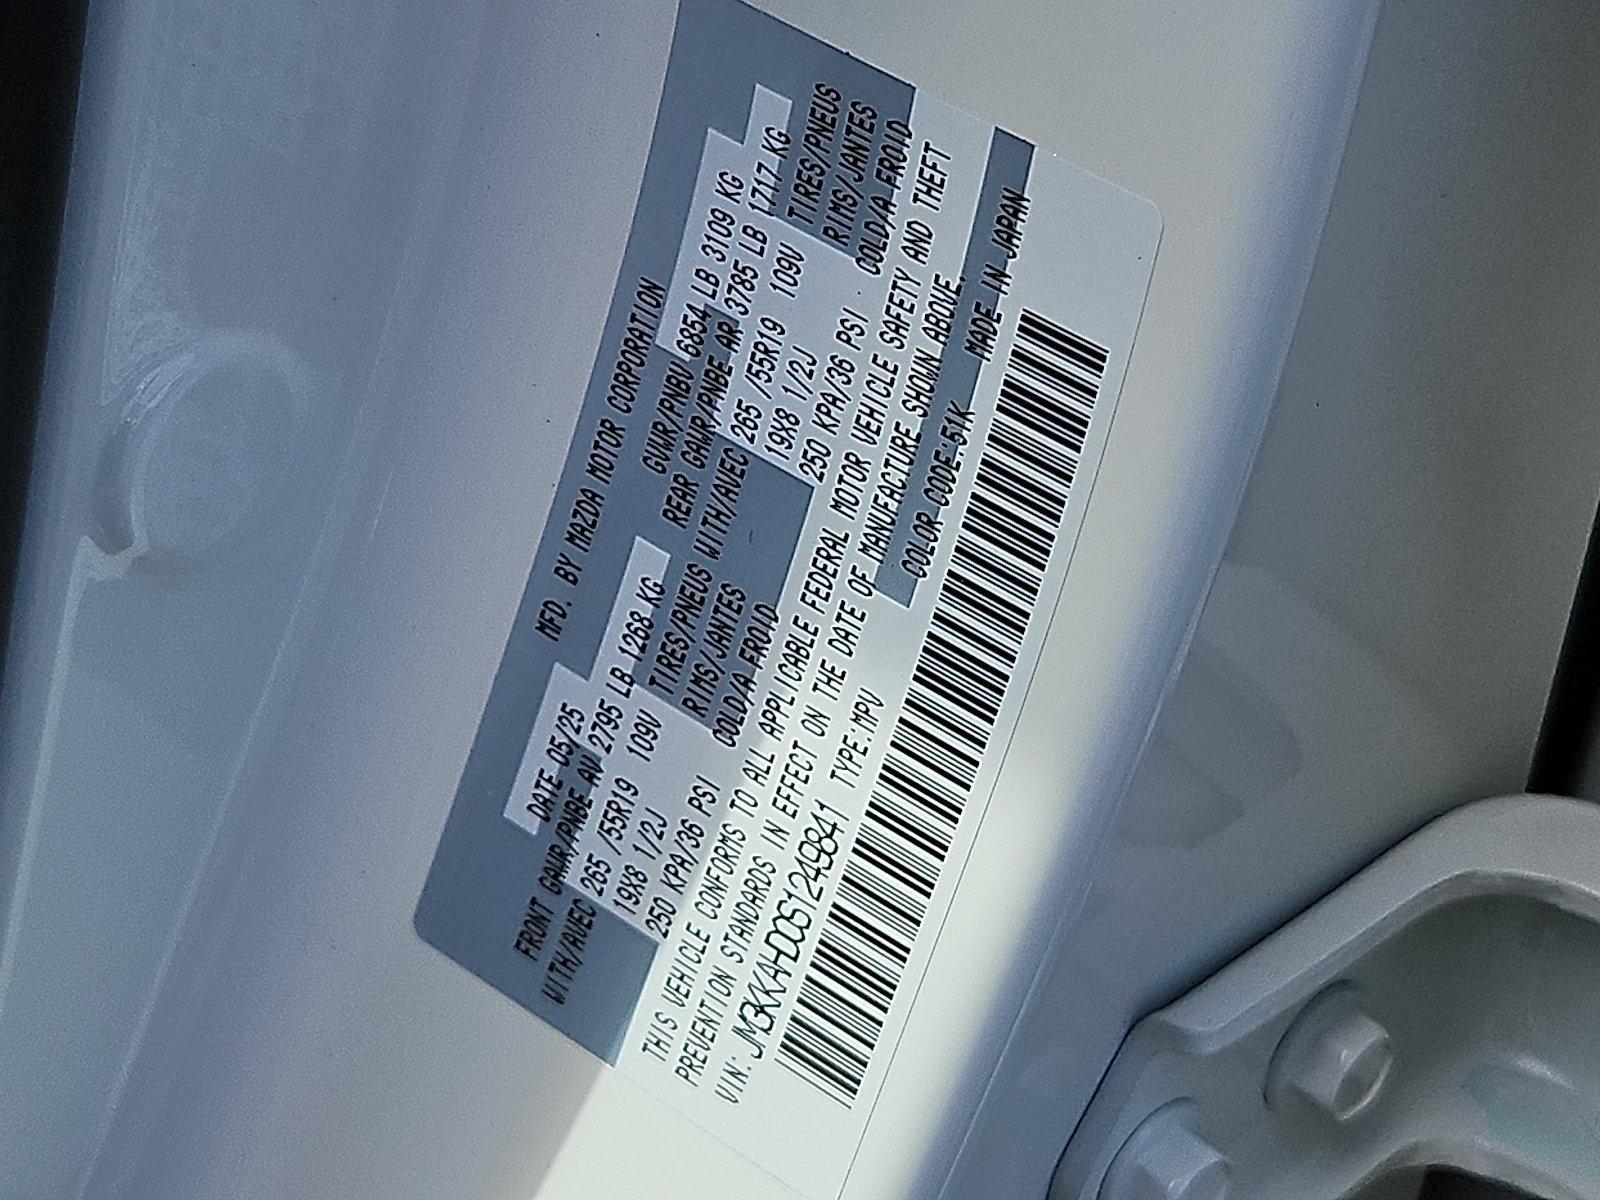 MFD. BY MAZDA MOTOR CORPORATION
DATE 05/25 GVWR/PNBV 6854 LB 3109 KG
FRONT GAWR/PNBE AV 2795 LB 1268 KG REAR GAWR/PNBE AR 3785 LB 1717 KG
WITH/AVEC 265 /55R19 109V TIRES/PNEUS WITH/AVEC 265 /55R19 109V TIRES/PNEUS
19X8 1/2J RIMS/JANTES 19X8 1/2J RIMS/JANTES
250 KPA/36 PSI COLD/A FROID 250 KPA/36 PSI. COLD/A FROID
THIS VEHICLE CONFORMS TO ALL APPLICABLE FEDERAL MOTOR VEHICLE SAFETY AND THEFT
PREVENTION STANDARDS IN EFFECT ON THE DATE OF MANUFACTURE SHOWN ABOVE.
VIN: JM3KKAHD0S1249841 TYPE:MPV COLOR CODE:51K MADE IN JAPAN